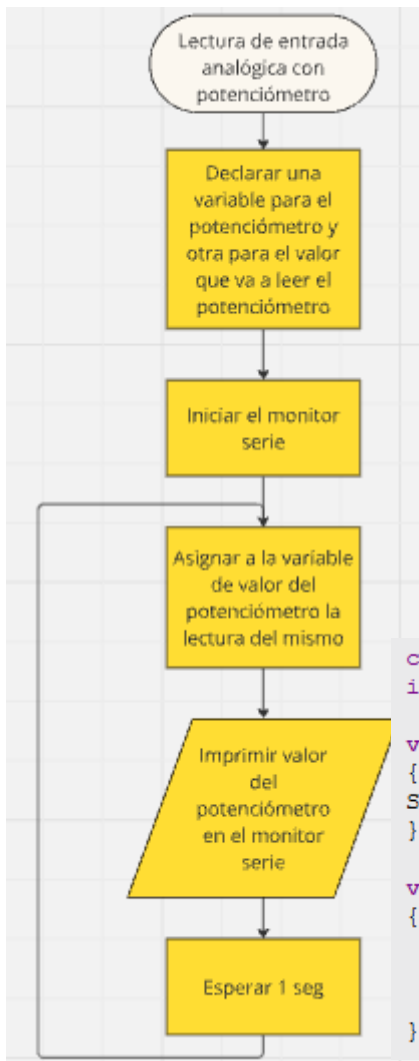 Lectura de entrada
analógica con
potenciómetro
Declarar una
variable para el
potenciómetro y
otra para el valor
que va a leer el
potenciómetro
Iniciar el monitor
serie
Asignar a la variable
de valor del
potenciómetro la
lectura del mismo
Imprimir valor
del
potenciómetro
en el monitor
serie
Esperar 1 seg
c
i
v
{
S
}
v
{
}